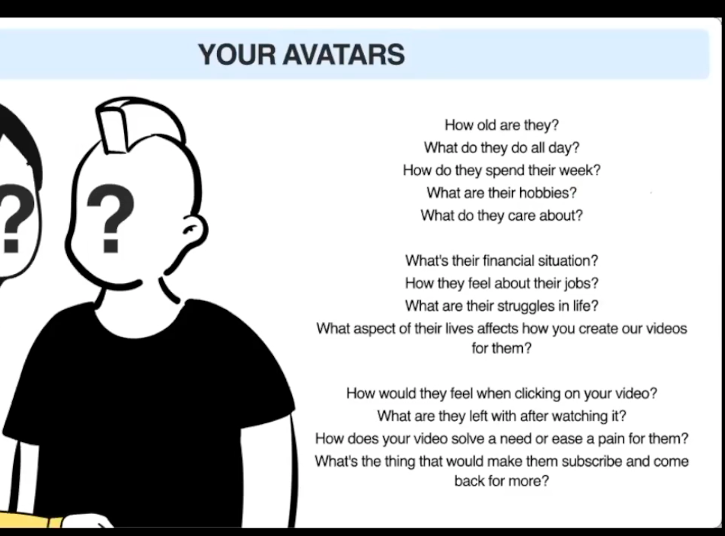 YOUR AVATARS
?
?
How old are they?
What do they do all day?
How do they spend their week?
What are their hobbies?
What do they care about?
What's their financial situation?
How they feel about their jobs?
What are their struggles in life?
What aspect of their lives affects how you create our videos
for them?
How would they feel when clicking on your video?
What are they left with after watching it?
How does your video solve a need or ease a pain for them?
What's the thing that would make them subscribe and come
back for more?